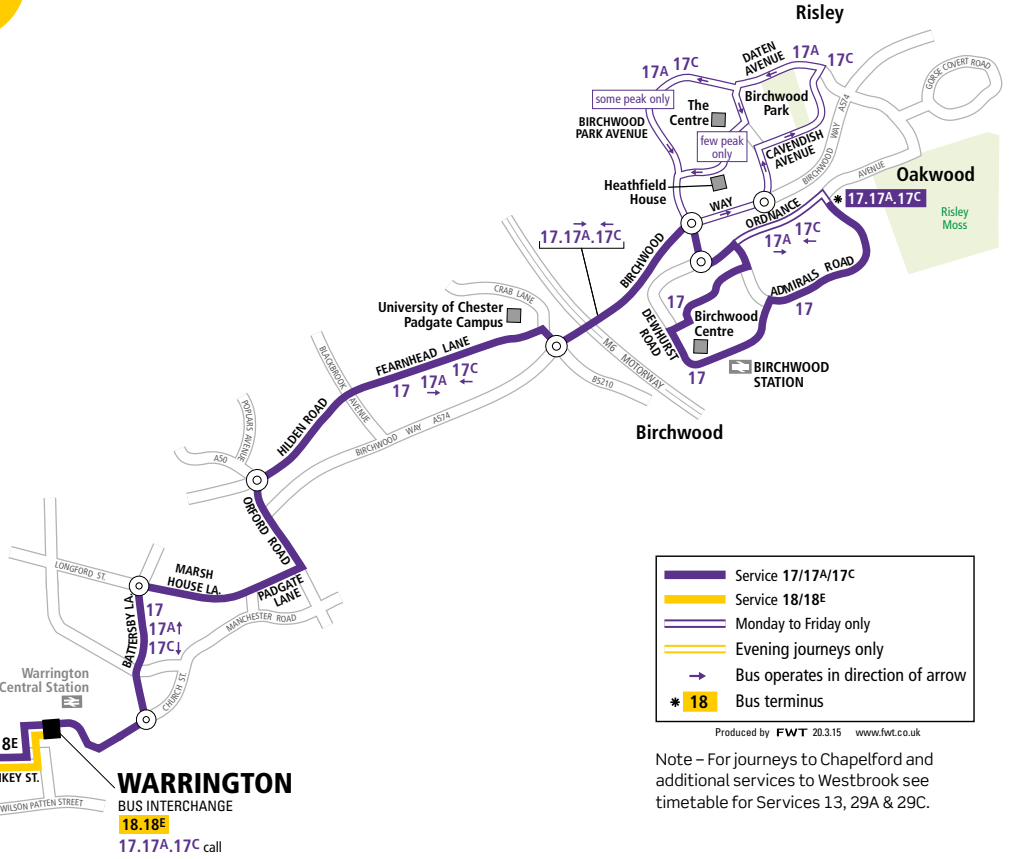 Risley
DATEN
AVENUE
17A
17C
17A 17C
some peak only
The
Centre
Birchwood
Park
BIRCHWOOD
PARK AVENUE
few peak
only
CAVENDISH
AVENUE
BIRCHWOOD WAY A574
GORSE COVERT ROAD
Heathfield
House
WAY
ORDNANCE
AVENUE
Oakwood
* 17.17A.17C
Risley
Moss
→ ←
17.17A.17C
BIRCHWOOD
17A →
17C ←
ADMIRALS ROAD
17
17
Birchwood
Centre
DEWHURST
ROAD
17
BIRCHWOOD
STATION
Birchwood
CRAB LANE
University of Chester
Padgate Campus
M6 MOTORWAY
B5210
FEARNHEAD LANE
17 17A → 17C ←
BLACKBROOK
AVENUE
BIRCHWOOD WAY A574
HILDEN ROAD
POPLARS AVENUE
A50
ORFORD ROAD
LONGFORD ST.
MARSH
HOUSE LA.
PADGATE
LANE
MANCHESTER ROAD
BATTERSBY LA.
17
17A↑
17C↓
CHURCH ST.
Warrington
Central Station
8E
KEY ST.
WILSON PATTEN STREET
WARRINGTON
BUS INTERCHANGE
18.18E
17.17A.17C call
Service 17/17A/17C
Service 18/18E
Monday to Friday only
Evening journeys only
→ Bus operates in direction of arrow
* 18 Bus terminus
Produced by FWT 20.3.15 www.fwt.co.uk
Note – For journeys to Chapelford and
additional services to Westbrook see
timetable for Services 13, 29A & 29C.